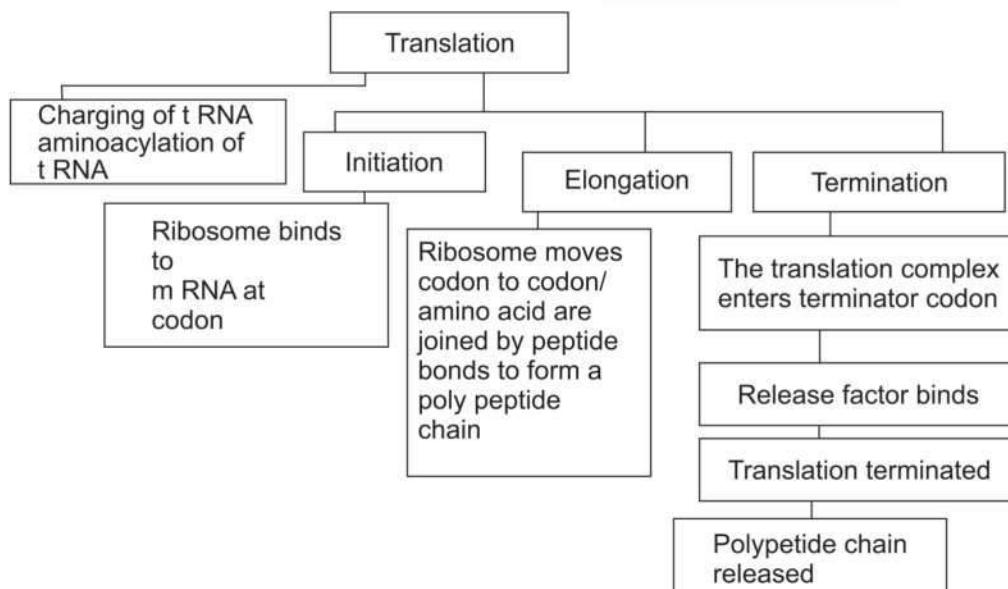 Translation
Charging of t RNA
aminoacylation of
t RNA
Initiation
Ribosome binds
to
m RNA at
codon
Elongation
Ribosome moves
codon to codon/
amino acid are
joined by peptide
bonds to form a
poly peptide
chain
Termination
The translation complex
enters terminator codon
Release factor binds
Translation terminated
Polypetide chain
released